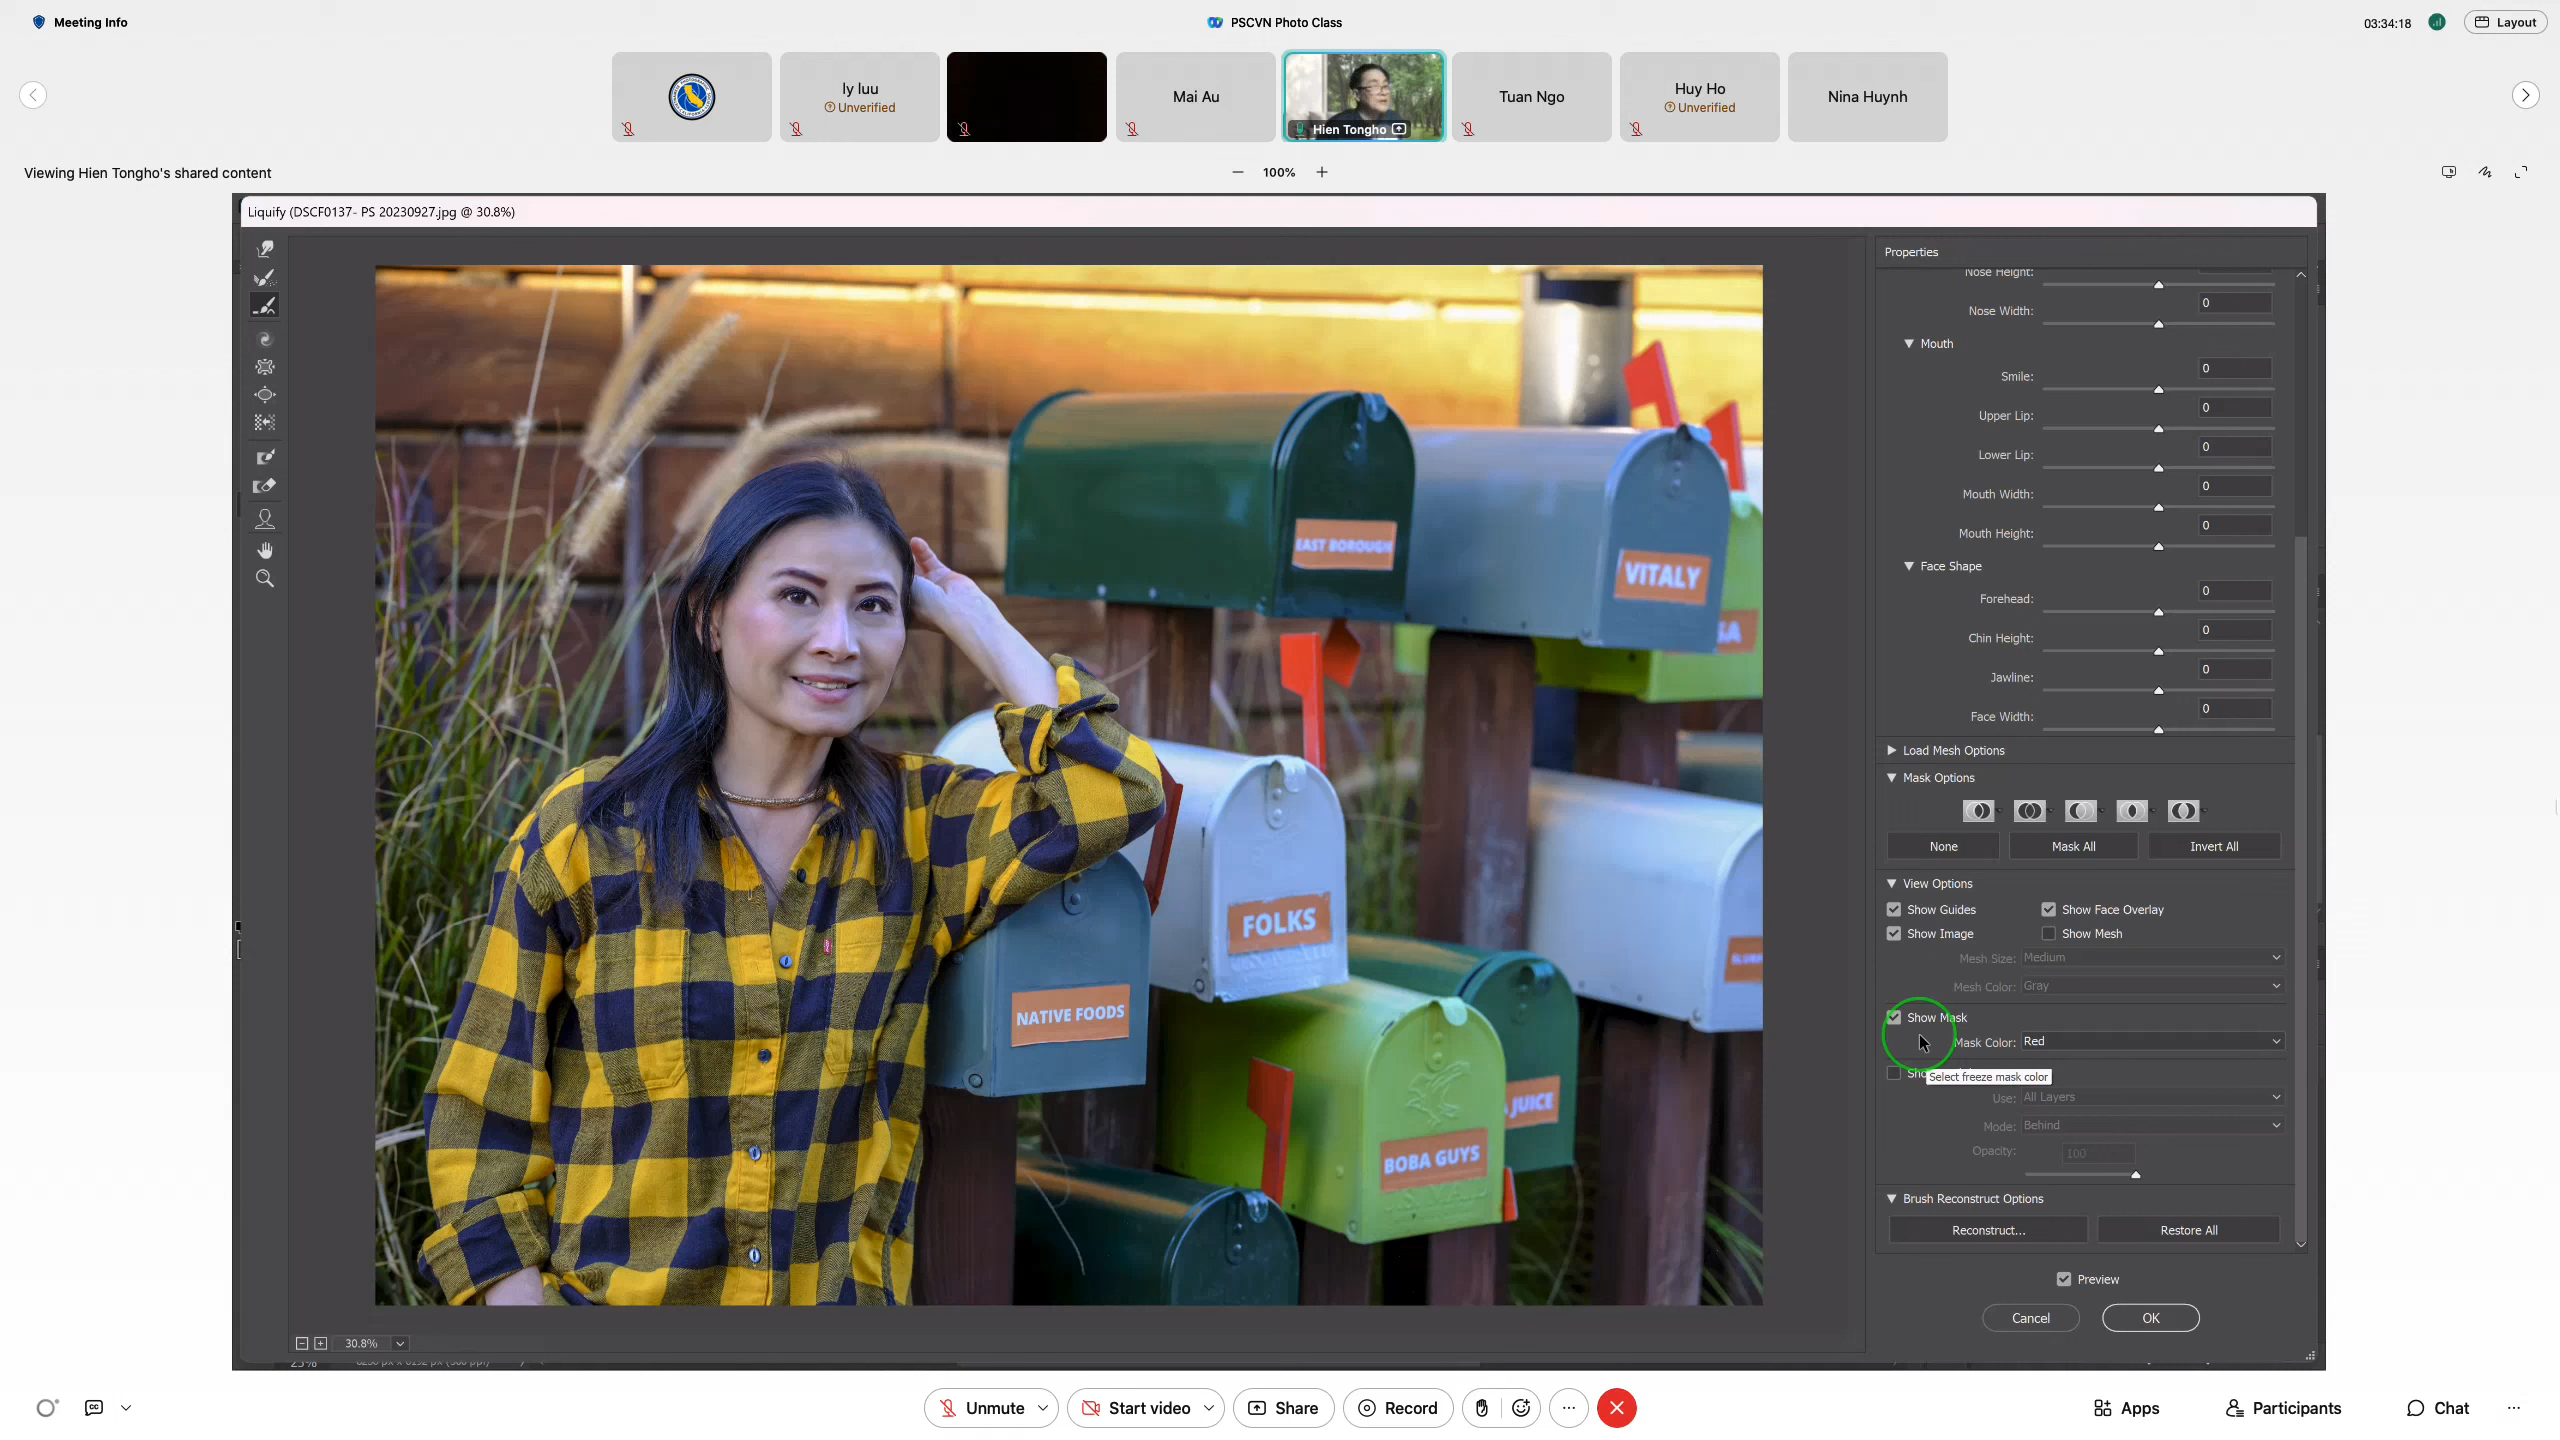 Meeting Info
PSCVN Photo Class
03:34:18
Layout
ly luu
Unverified
Mai Au
Hien Tongho
Tuan Ngo
Huy Ho
Unverified
Nina Huynh
Viewing Hien Tongho's shared content
100%
Liquify (DSCF0137- PS 20230927.jpg @ 30.8%)
Properties
Nose Height:
Nose Width: 0
Mouth
Smile: 0
Upper Lip: 0
Lower Lip: 0
Mouth Width: 0
Mouth Height: 0
Face Shape
Forehead: 0
Chin Height: 0
Jawline: 0
Face Width: 0
Load Mesh Options
Mask Options
None Mask All Invert All
View Options
Show Guides Show Face Overlay
Show Image Show Mesh
Mesh Size: Medium
Mesh Color: Gray
Show Mask
Mask Color: Red
Select freeze mask color
Use: All Layers
Mode: Behind
Opacity: 100
Brush Reconstruct Options
Reconstruct... Restore All
Preview
Cancel OK
EAST BOROUGH
VITALY
FOLKS
NATIVE FOODS
JUICE
BOBA GUYS
30.8%
Unmute
Start video
Share
Record
Apps
Participants
Chat